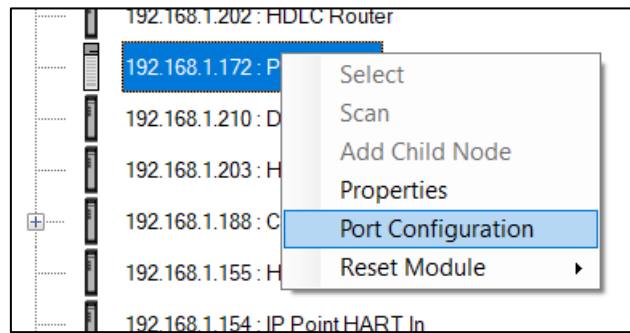 192.168.1.202 : HDLC Router
192.168.1.172 : P
Select
Scan
192.168.1.210 : D
Add Child Node
192.168.1.203 : H
Properties
192.168.1.188 : C
Port Configuration
192.168.1.155 : H
Reset Module
192.168.1.154 : IP Point HART In